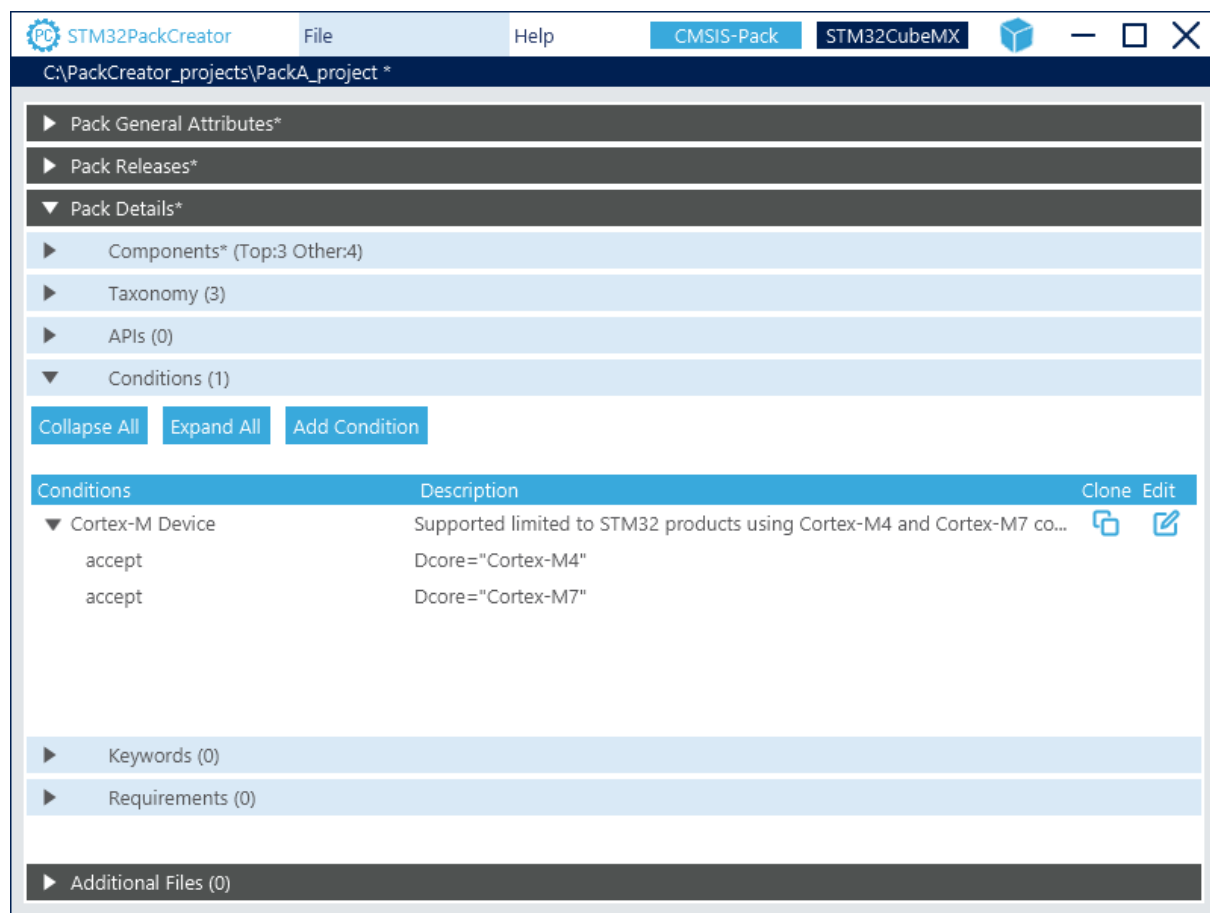 PC STM32PackCreator File Help CMSIS-Pack STM32CubeMX
C:\PackCreator_projects\PackA_project *
Pack General Attributes*
Pack Releases*
Pack Details*
Components* (Top:3 Other:4)
Taxonomy (3)
APIs (0)
Conditions (1)
Collapse All Expand All Add Condition
Conditions Description Clone Edit
Cortex-M Device Supported limited to STM32 products using Cortex-M4 and Cortex-M7 co...
accept Dcore="Cortex-M4"
accept Dcore="Cortex-M7"
Keywords (0)
Requirements (0)
Additional Files (0)